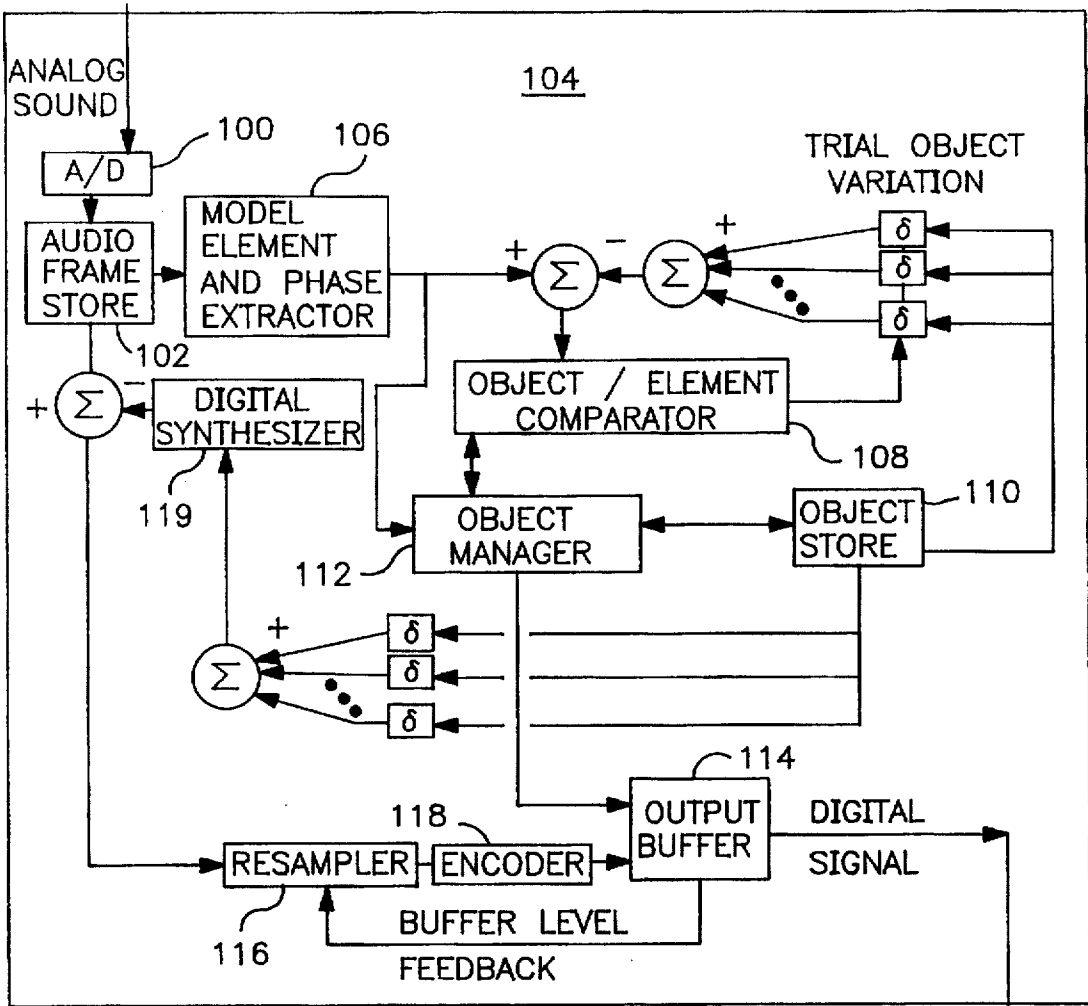 ANALOG
SOUND
104
100
A/D
106
TRIAL OBJECT
VARIATION
AUDIO
FRAME
STORE
102
MODEL
ELEMENT
AND PHASE
EXTRACTOR
+
Σ
−
Σ
+
δ
δ
δ
OBJECT / ELEMENT
COMPARATOR
108
+
Σ
−
DIGITAL
SYNTHESIZER
119
OBJECT
MANAGER
112
OBJECT
STORE
110
+
Σ
δ
δ
δ
114
OUTPUT
BUFFER
DIGITAL
SIGNAL
118
RESAMPLER
ENCODER
116
BUFFER LEVEL
FEEDBACK